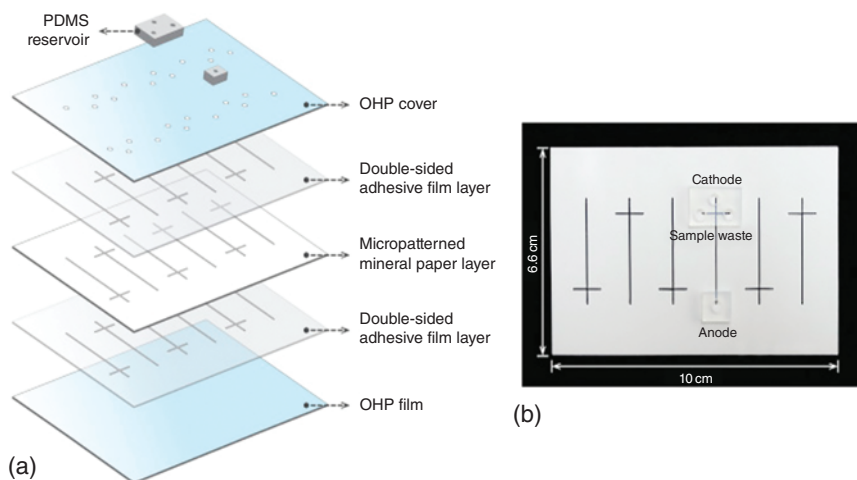 PDMS
reservoir
OHP cover
Double-sided
adhesive film layer
Micropatterned
mineral paper layer
Double-sided
adhesive film layer
OHP film
(a)
Cathode
Sample waste
Anode
6.6 cm
10 cm
(b)